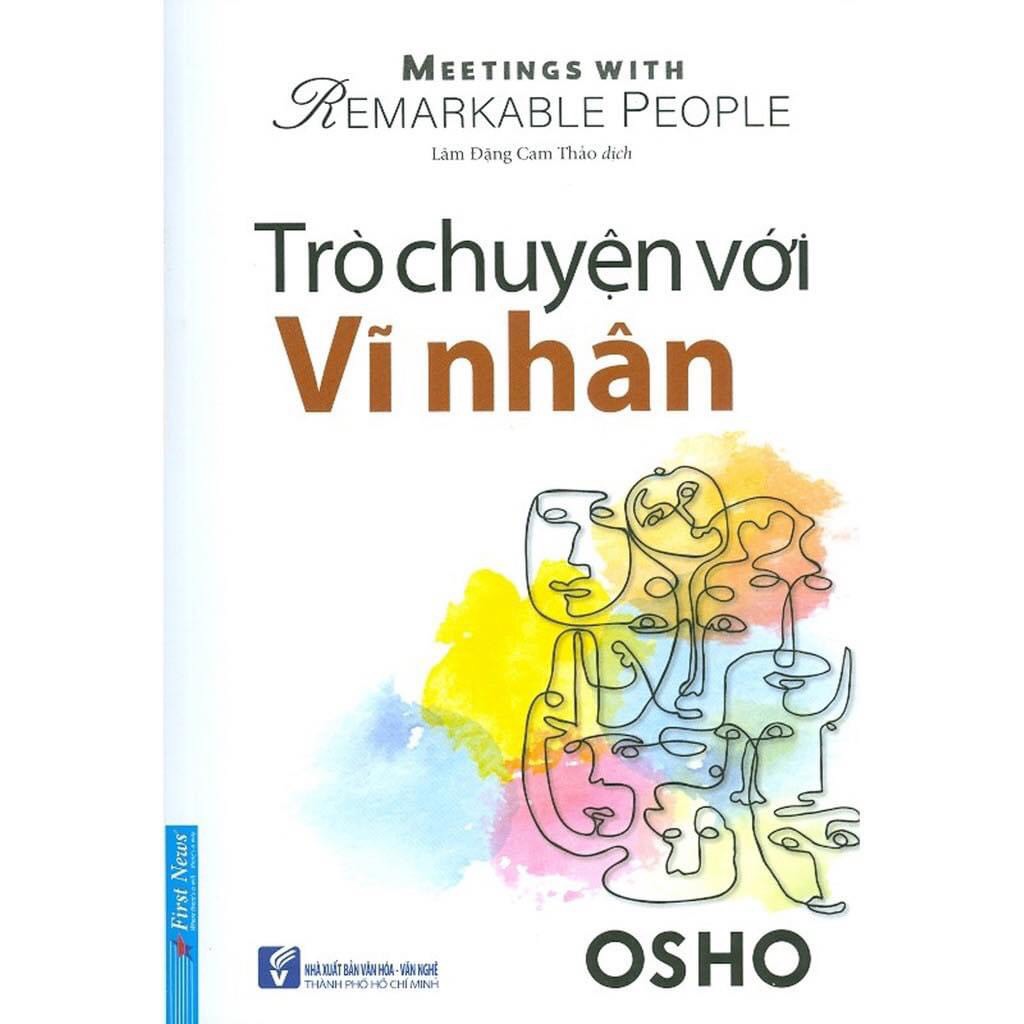 MEETINGS WITH
REMARKABLE PEOPLE
Lâm Đặng Cam Thảo dịch
Trò chuyện với
Vĩ nhân
First News
OSHO
V
NHÀ XUẤT BẢN VĂN HÓA - VĂN NGHỆ
THÀNH PHỐ HỒ CHÍ MINH